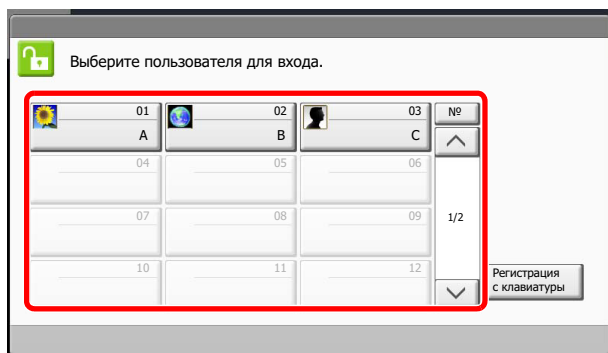 Выберите пользователя для входа.
01 02 03 №
A B C
04 05 06
07 08 09 1/2
10 11 12
Регистрация
с клавиатуры